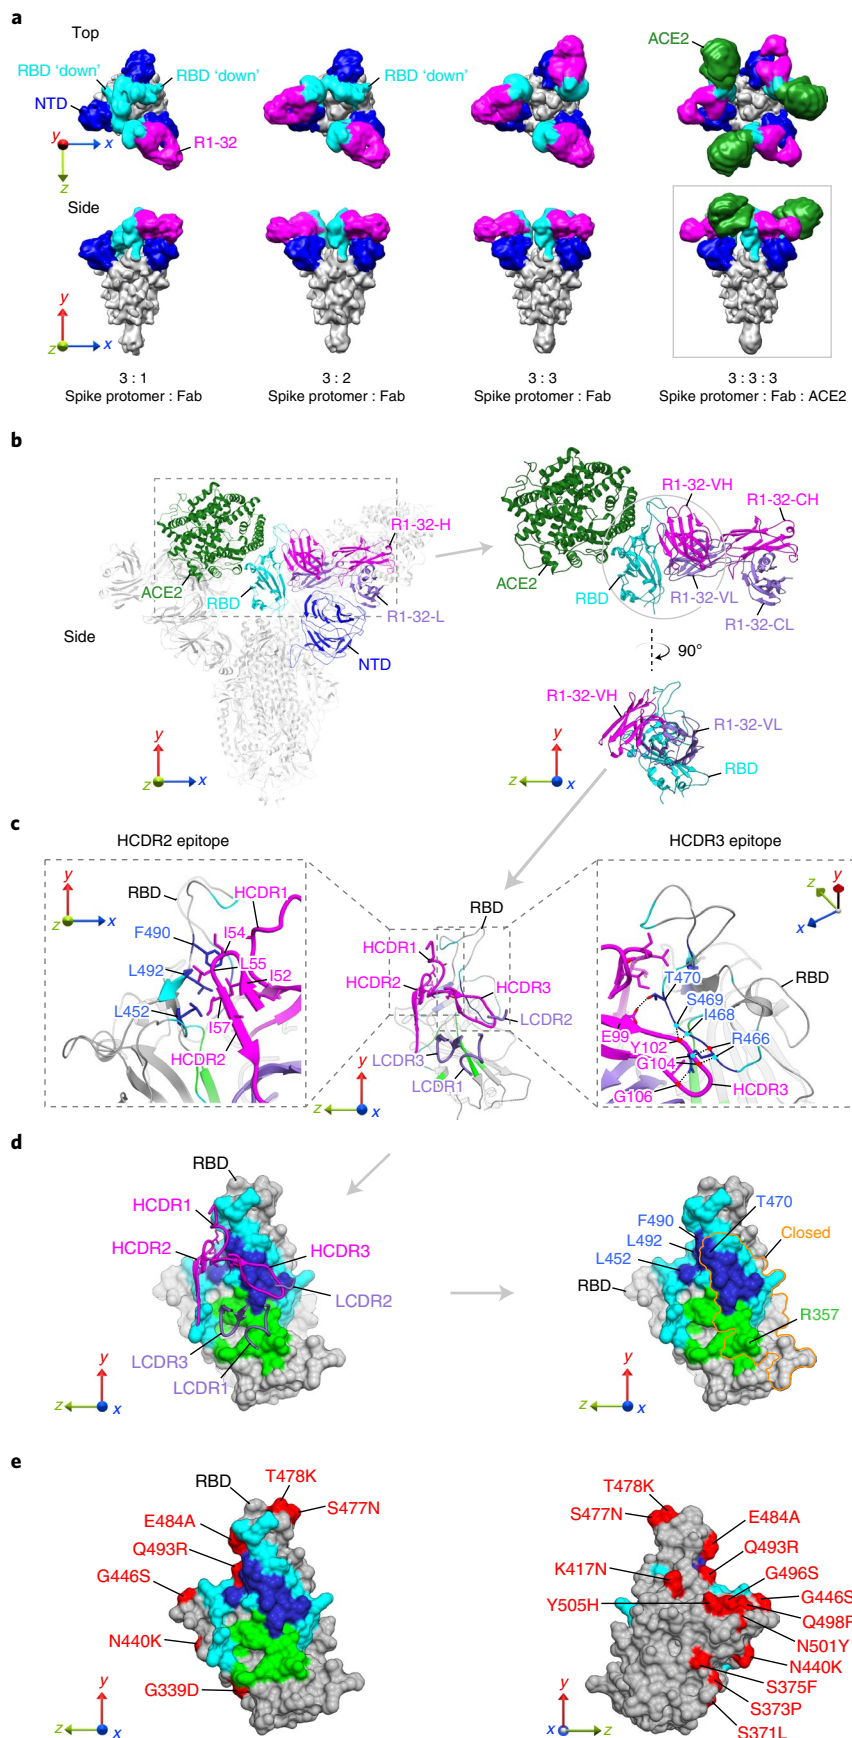 a
Top
RBD 'down'
RBD 'down'
NTD
R1-32
RBD 'down'
ACE2
y
x
z
Side
y
z
x
3 : 1
Spike protomer : Fab
3 : 2
Spike protomer : Fab
3 : 3
Spike protomer : Fab
3 : 3 : 3
Spike protomer : Fab : ACE2
b
R1-32-H
ACE2
RBD
R1-32-L
NTD
Side
y
z
x
R1-32-VH
R1-32-CH
ACE2
RBD
R1-32-VL
R1-32-CL
90°
R1-32-VH
R1-32-VL
RBD
y
z
x
c
HCDR2 epitope
y
x
z
RBD
HCDR1
F490
I54
L492
L55
I52
L452
I57
HCDR2
RBD
HCDR1
HCDR2
HCDR3
LCDR2
LCDR3
LCDR1
y
z
x
HCDR3 epitope
z
y
x
T470
RBD
S469
I468
E99
Y102
R466
G104
G106
HCDR3
d
RBD
HCDR1
HCDR2
HCDR3
LCDR2
LCDR3
LCDR1
y
z
x
T470
F490
L492
Closed
L452
RBD
R357
y
z
x
e
RBD
T478K
S477N
E484A
Q493R
G446S
N440K
G339D
y
z
x
T478K
S477N
E484A
Q493R
K417N
G496S
G446S
Y505H
Q498R
N501Y
N440K
S375F
S373P
S371L
y
x
z